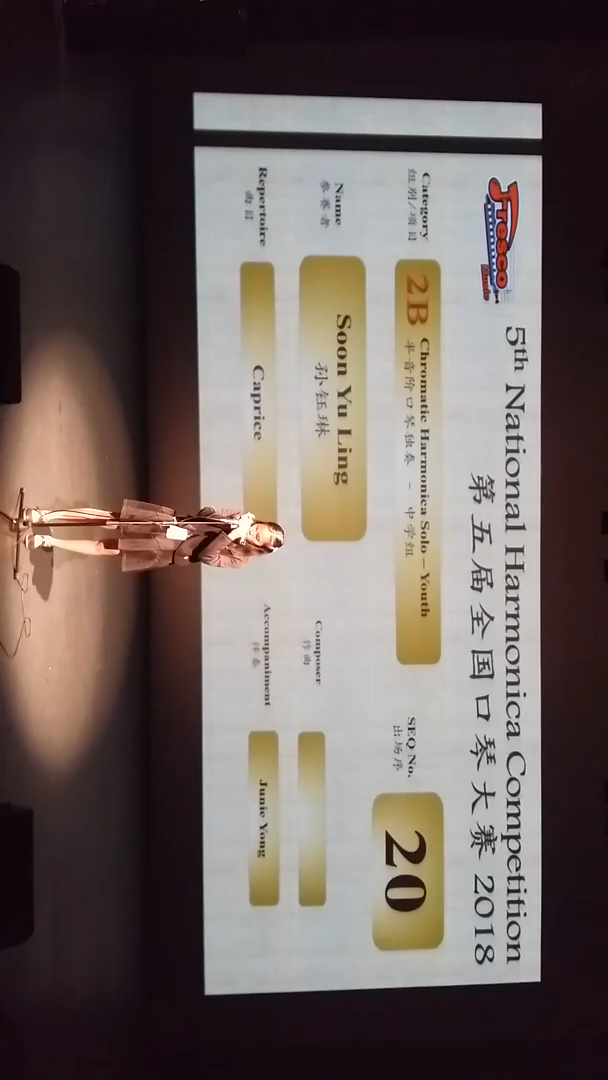 Fresco
Music
5th National Harmonica Competition
第五届全国口琴大赛 2018
Category
组别/项目
2B
Chromatic Harmonica Solo – Youth
半音阶口琴独奏 - 中学组
SEQ No.
出场序
20
Name
参赛者
Soon Yu Ling
孙钰琳
Composer
作曲
Repertoire
曲目
Caprice
Accompaniment
伴奏
Junie Yong